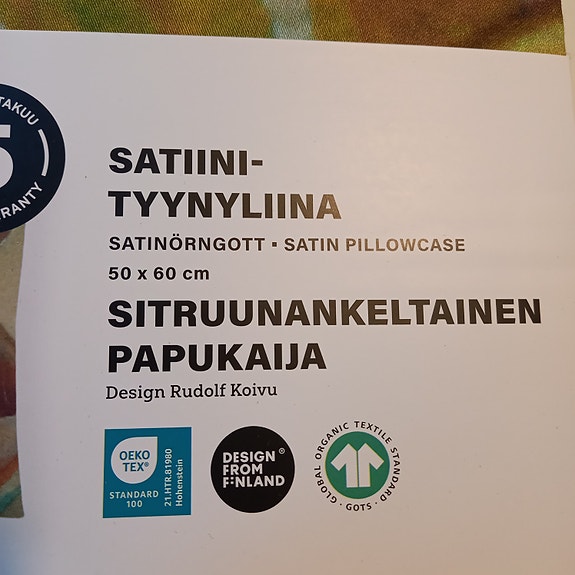 TAKUU
5
RANTY
SATIINI-
TYYNYLIINA
SATINÖRNGOTT ▪ SATIN PILLOWCASE
50 x 60 cm
SITRUUNANKELTAINEN
PAPUKAIJA
Design Rudolf Koivu
OEKO
TEX®
STANDARD
100
21.HTR.81980
Hohenstein
DESIGN®
FROM
F:NLAND
GLOBAL ORGANIC TEXTILE STANDARD
· GOTS ·